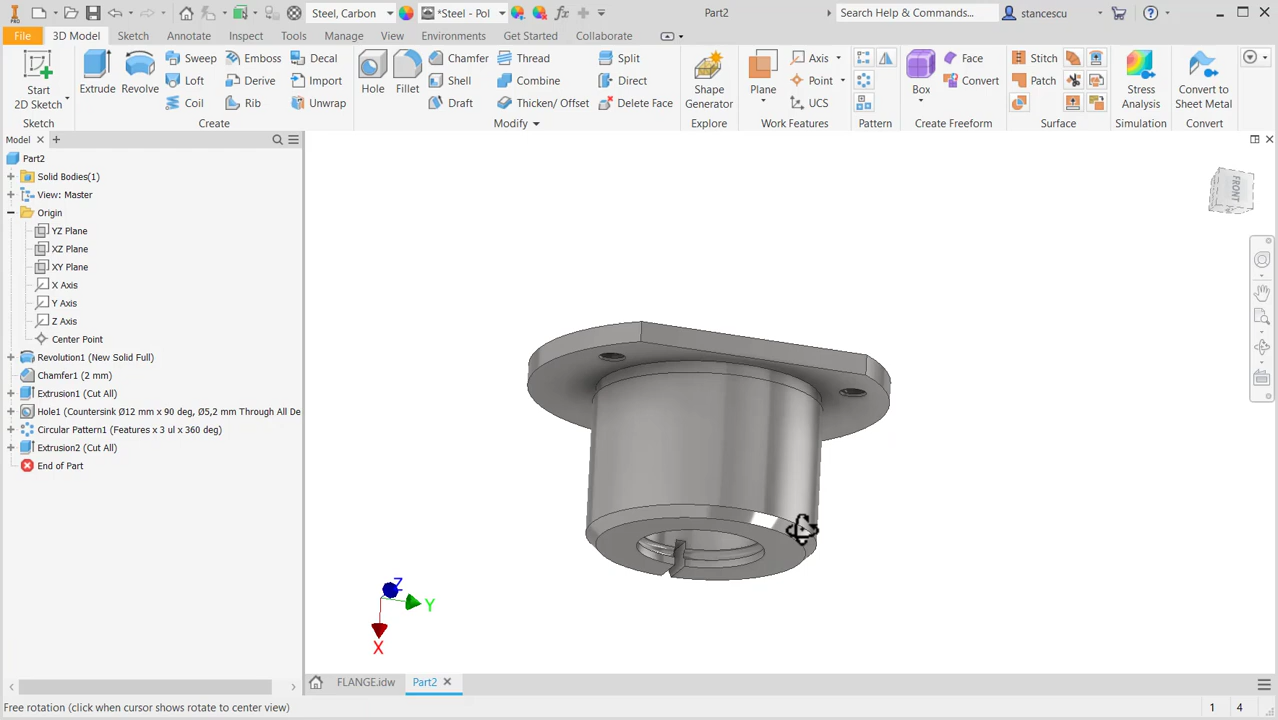 PRO
Steel, Carbon
*Steel - Pol
fx
Part2
Search Help & Commands...
stancescu
File
3D Model
Sketch
Annotate
Inspect
Tools
Manage
View
Environments
Get Started
Collaborate
Start
2D Sketch
Extrude
Revolve
Sweep
Loft
Coil
Emboss
Derive
Rib
Decal
Import
Unwrap
Hole
Fillet
Chamfer
Shell
Draft
Thread
Combine
Thicken/ Offset
Split
Direct
Delete Face
Shape
Generator
Plane
Axis
Point
UCS
Box
Face
Convert
Stitch
Patch
Stress
Analysis
Convert to
Sheet Metal
Sketch
Create
Modify
Explore
Work Features
Pattern
Create Freeform
Surface
Simulation
Convert
Model
Part2
Solid Bodies(1)
View: Master
Origin
YZ Plane
XZ Plane
XY Plane
X Axis
Y Axis
Z Axis
Center Point
Revolution1 (New Solid Full)
Chamfer1 (2 mm)
Extrusion1 (Cut All)
Hole1 (Countersink Ø12 mm x 90 deg, Ø5,2 mm Through All De
Circular Pattern1 (Features x 3 ul x 360 deg)
Extrusion2 (Cut All)
End of Part
FRONT
Z
Y
X
FLANGE.idw
Part2
Free rotation (click when cursor shows rotate to center view)
1
4